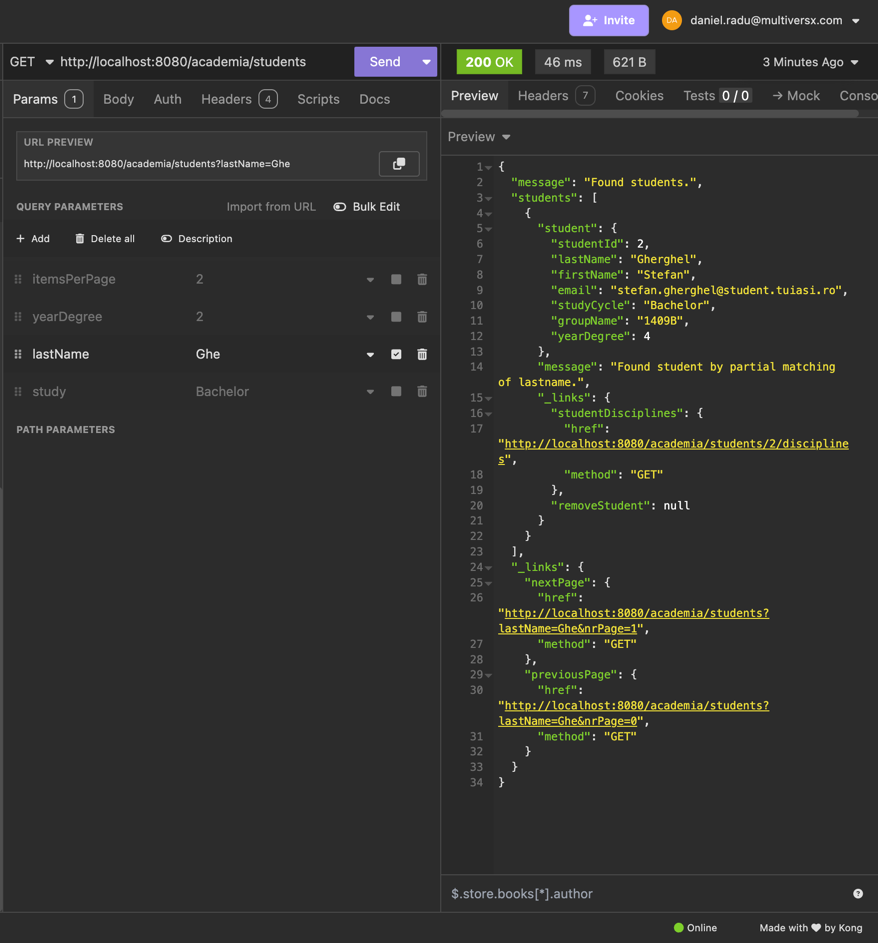 Invite
DA
daniel.radu@multiversx.com
GET http://localhost:8080/academia/students
Send
Params 1 Body Auth Headers 4 Scripts Docs
URL PREVIEW
http://localhost:8080/academia/students?lastName=Ghe
QUERY PARAMETERS Import from URL Bulk Edit
+ Add Delete all Description
itemsPerPage 2
yearDegree 2
lastName Ghe
study Bachelor
PATH PARAMETERS
200 OK 46 ms 621 B 3 Minutes Ago
Preview Headers 7 Cookies Tests 0 / 0 → Mock Conso
Preview
1 {
2 "message": "Found students.",
3 "students": [
4 {
5 "student": {
6 "studentId": 2,
7 "lastName": "Gherghel",
8 "firstName": "Stefan",
9 "email": "stefan.gherghel@student.tuiasi.ro",
10 "studyCycle": "Bachelor",
11 "groupName": "1409B",
12 "yearDegree": 4
13 },
14 "message": "Found student by partial matching
of lastname.",
15 "_links": {
16 "studentDisciplines": {
17 "href":
"http://localhost:8080/academia/students/2/discipline
s",
18 "method": "GET"
19 },
20 "removeStudent": null
21 }
22 }
23 ],
24 "_links": {
25 "nextPage": {
26 "href":
"http://localhost:8080/academia/students?
lastName=Ghe&nrPage=1",
27 "method": "GET"
28 },
29 "previousPage": {
30 "href":
"http://localhost:8080/academia/students?
lastName=Ghe&nrPage=0",
31 "method": "GET"
32 }
33 }
34 }
$.store.books[*].author
?
Online Made with ♥ by Kong